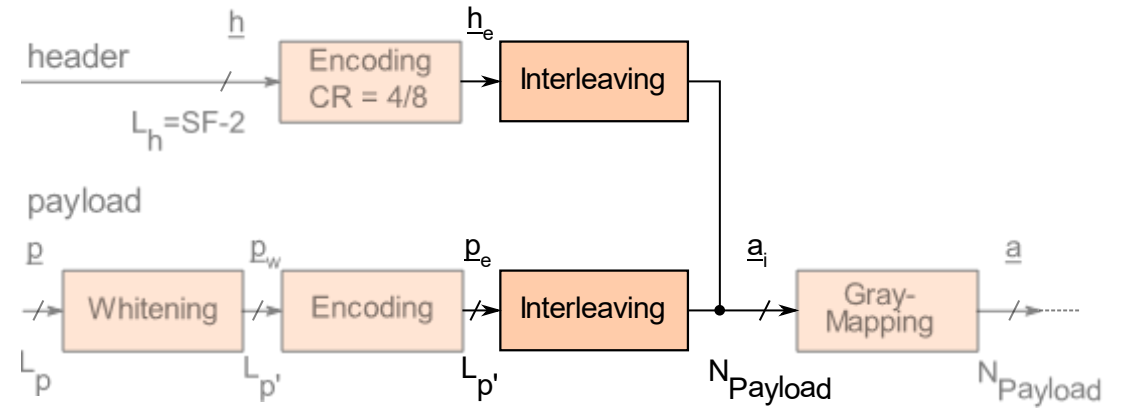 h
h_e
header
Encoding
CR = 4/8
Interleaving
L_h=SF-2
payload
p
p_w
p_e
a_i
a
Whitening
Encoding
Interleaving
Gray-
Mapping
L_p
L_p'
L_p'
N_Payload
N_Payload